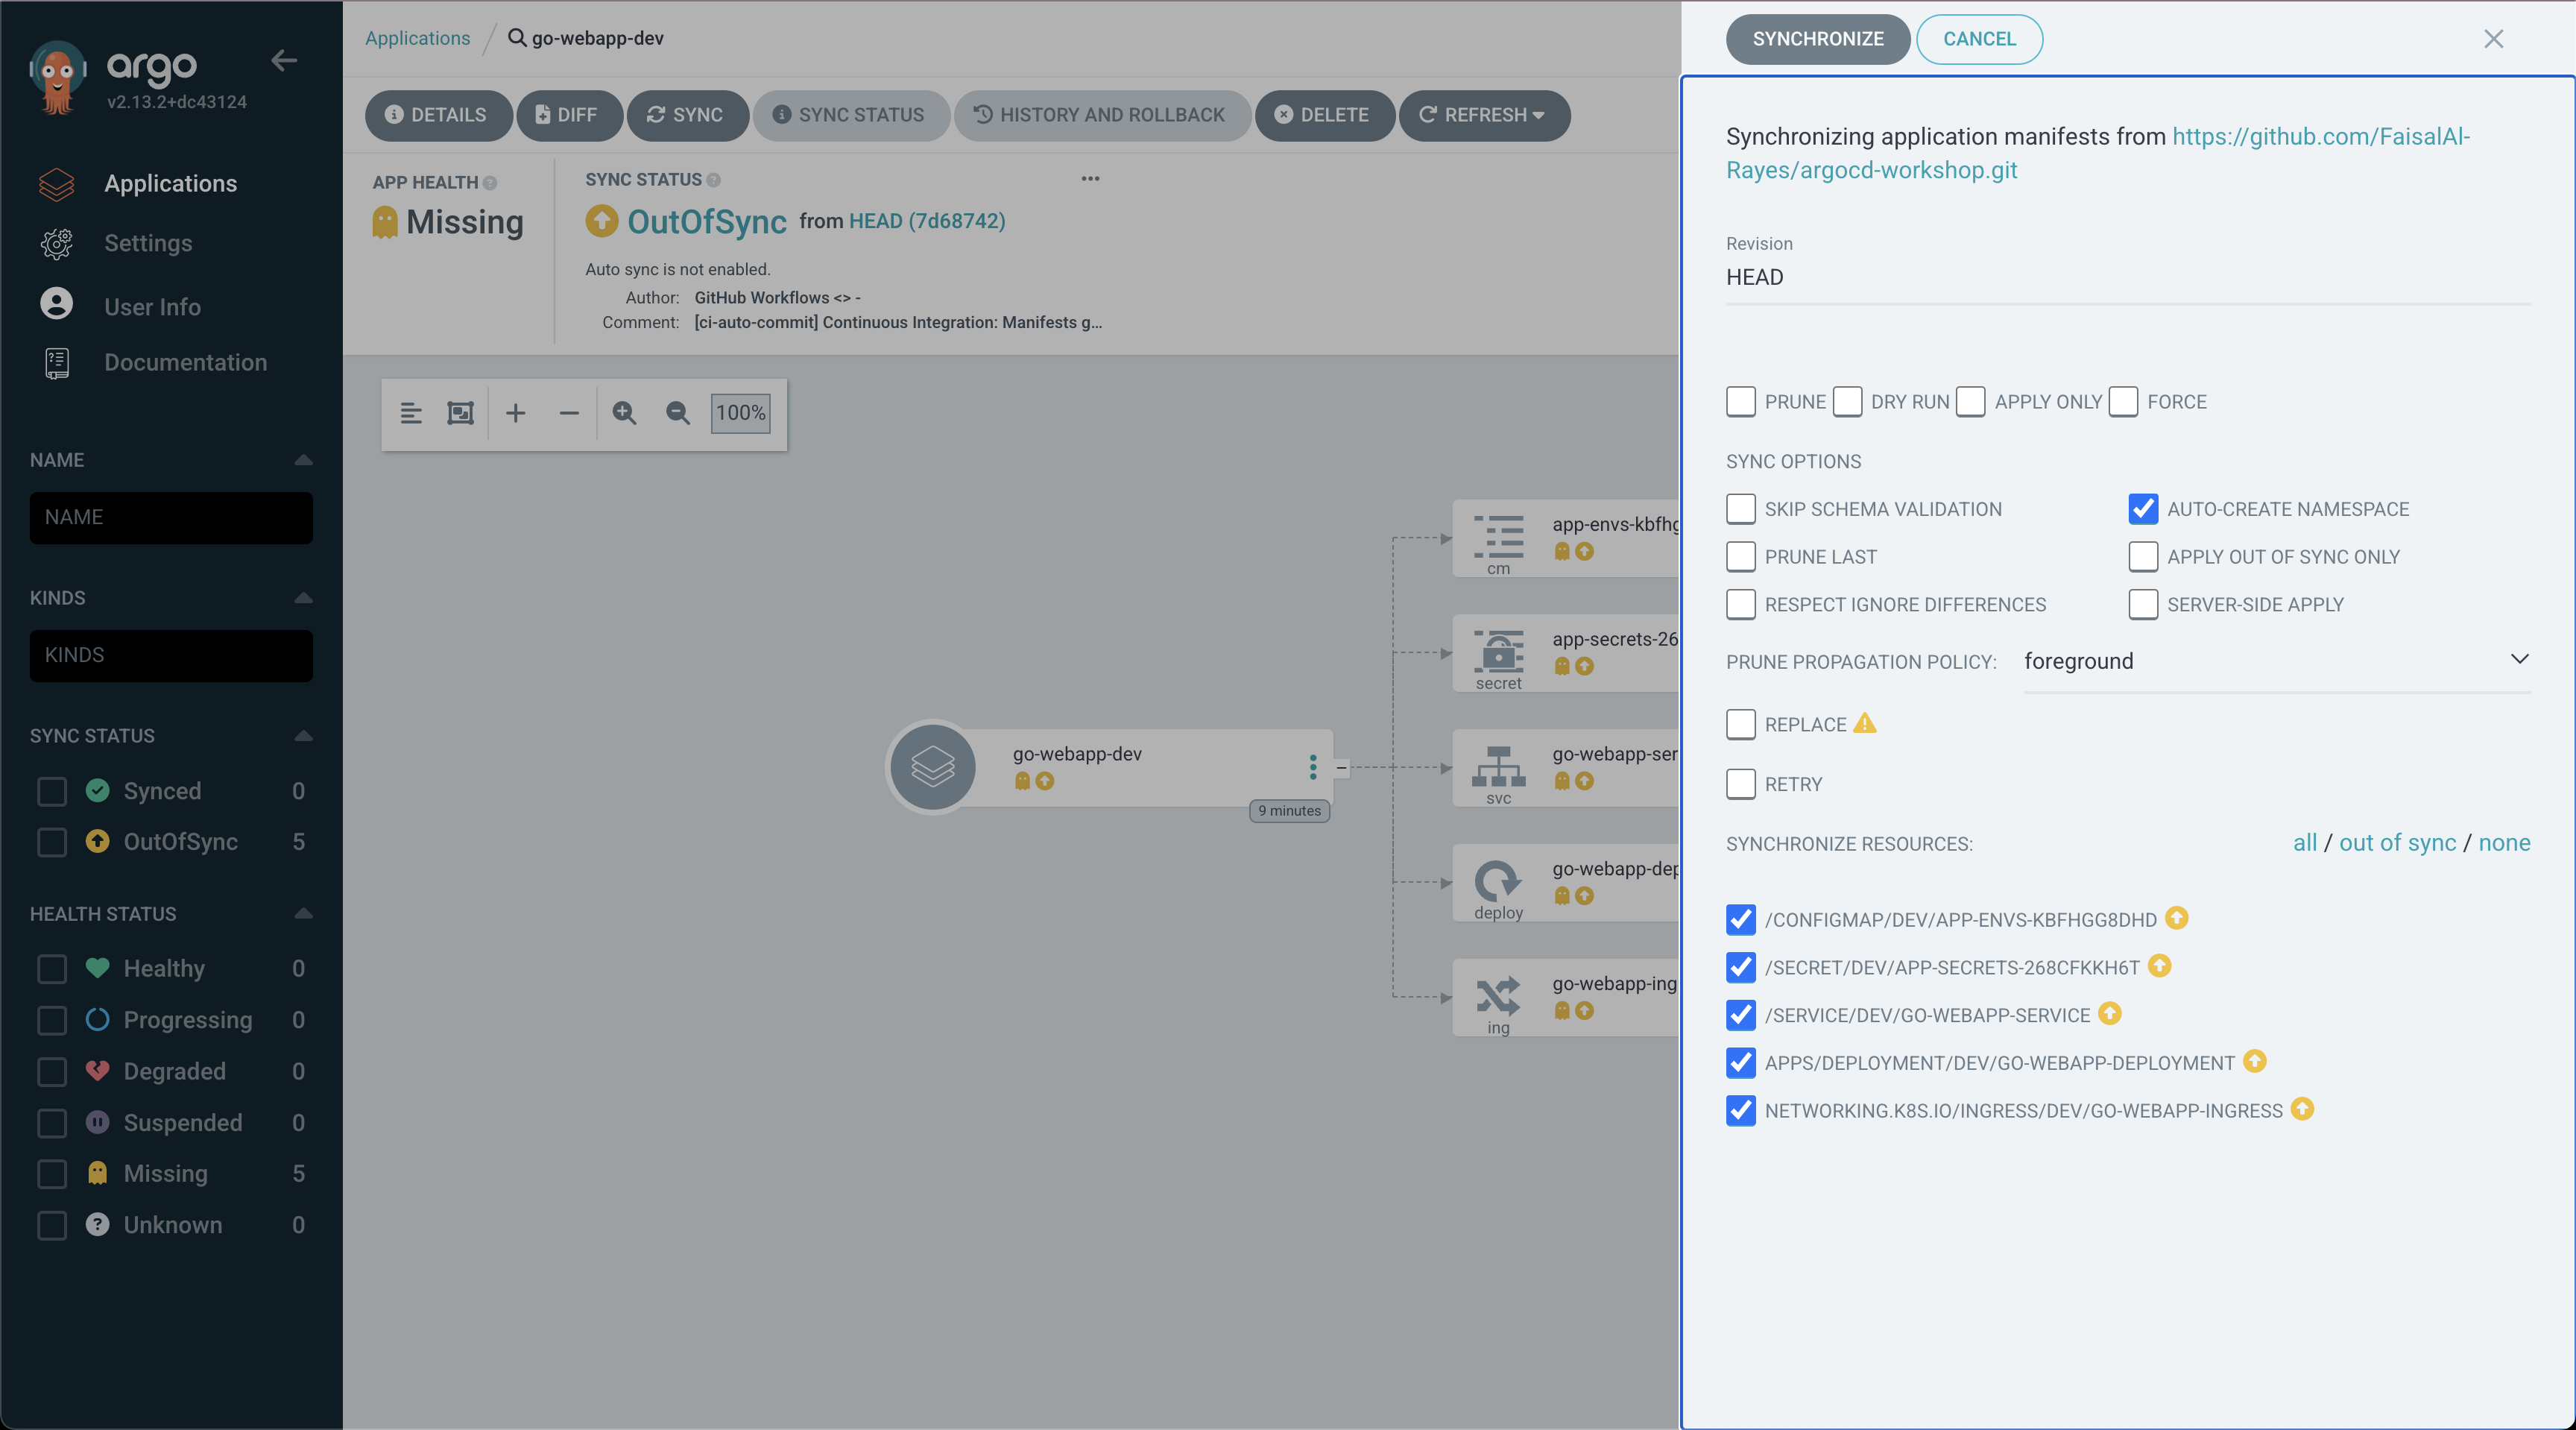 argo
v2.13.2+dc43124
Applications
Settings
User Info
Documentation
NAME
NAME
KINDS
KINDS
SYNC STATUS
Synced 0
OutOfSync 5
HEALTH STATUS
Healthy 0
Progressing 0
Degraded 0
Suspended 0
Missing 5
Unknown 0
Applications / go-webapp-dev
DETAILS DIFF SYNC SYNC STATUS HISTORY AND ROLLBACK DELETE REFRESH
APP HEALTH
Missing
SYNC STATUS
OutOfSync from HEAD (7d68742)
Auto sync is not enabled.
Author: GitHub Workflows <> -
Comment: [ci-auto-commit] Continuous Integration: Manifests g...
100%
go-webapp-dev
9 minutes
app-envs-kbfhg
cm
app-secrets-26
secret
go-webapp-ser
svc
go-webapp-dep
deploy
go-webapp-ing
ing
SYNCHRONIZE CANCEL
Synchronizing application manifests from https://github.com/FaisalAl-
Rayes/argocd-workshop.git
Revision
HEAD
PRUNE DRY RUN APPLY ONLY FORCE
SYNC OPTIONS
SKIP SCHEMA VALIDATION AUTO-CREATE NAMESPACE
PRUNE LAST APPLY OUT OF SYNC ONLY
RESPECT IGNORE DIFFERENCES SERVER-SIDE APPLY
PRUNE PROPAGATION POLICY: foreground
REPLACE
RETRY
SYNCHRONIZE RESOURCES: all / out of sync / none
/CONFIGMAP/DEV/APP-ENVS-KBFHGG8DHD
/SECRET/DEV/APP-SECRETS-268CFKKH6T
/SERVICE/DEV/GO-WEBAPP-SERVICE
APPS/DEPLOYMENT/DEV/GO-WEBAPP-DEPLOYMENT
NETWORKING.K8S.IO/INGRESS/DEV/GO-WEBAPP-INGRESS